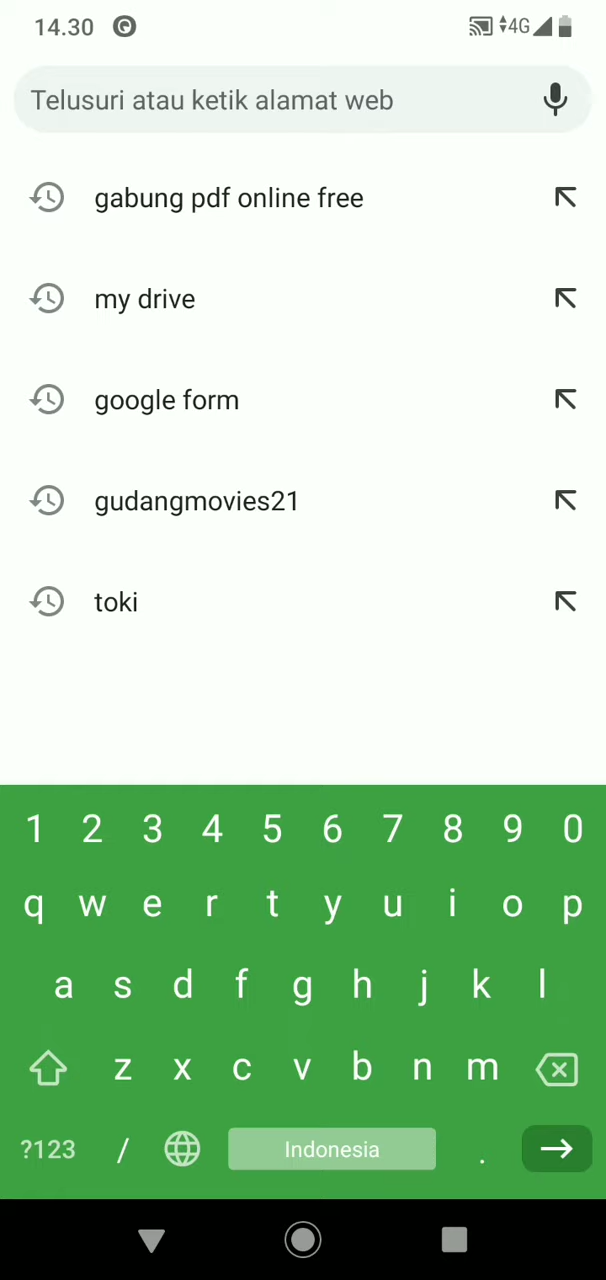 14.30 4G
Telusuri atau ketik alamat web
gabung pdf online free
my drive
google form
gudangmovies21
toki
1 2 3 4 5 6 7 8 9 0
q w e r t y u i o p
a s d f g h j k l
z x c v b n m
?123 / Indonesia .